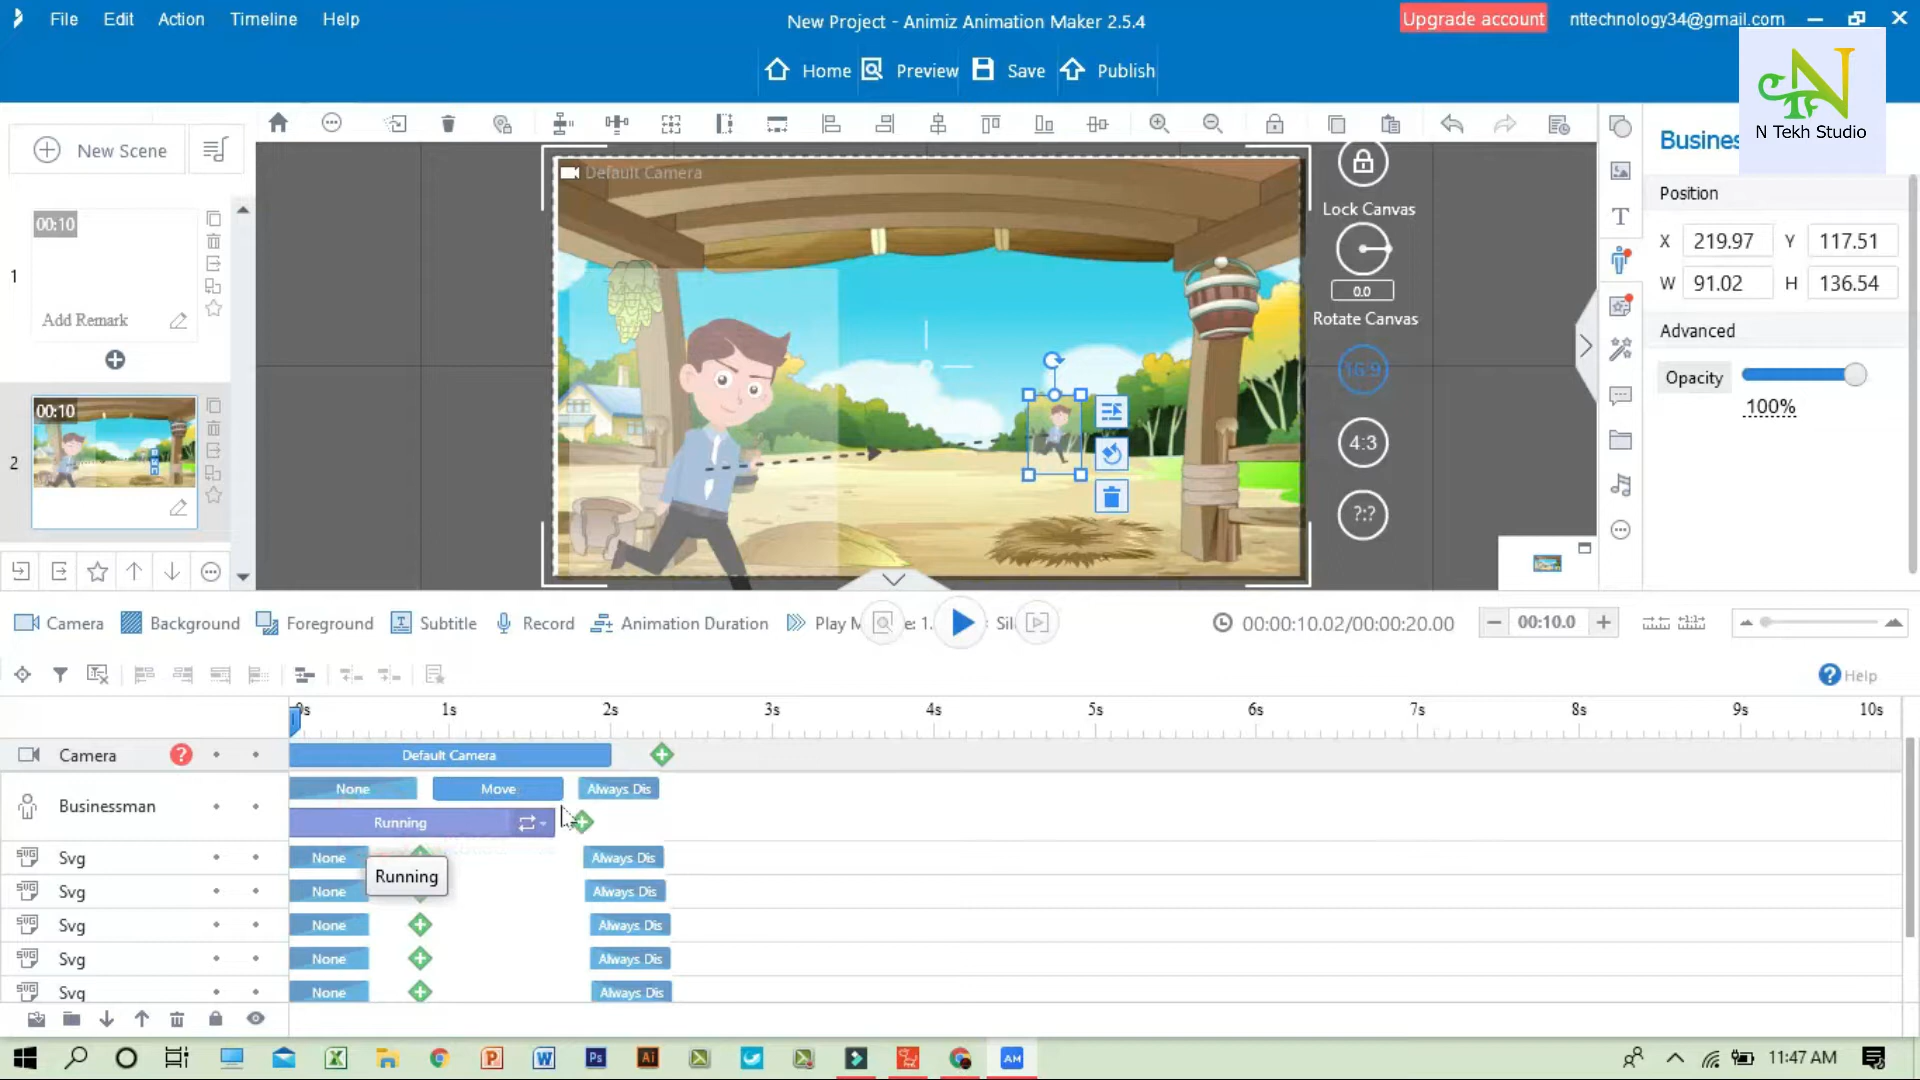 File Edit Action Timeline Help
New Project - Animiz Animation Maker 2.5.4
Upgrade account nttechnology34@gmail.com
Home Preview Save Publish
N Tekh Studio
New Scene
00:10
1
Add Remark
00:10
2
Default Camera
Lock Canvas
0.0
Rotate Canvas
16:9
4:3
?:?
Busines
Position
X 219.97 Y 117.51
W 91.02 H 136.54
Advanced
Opacity
100%
Camera Background Foreground Subtitle Record Animation Duration Play M e: 1. Sil 00:00:10.02/00:00:20.00 00:10.0
Help
0s 1s 2s 3s 4s 5s 6s 7s 8s 9s 10s
Camera ? Default Camera
None Move Always Dis
Businessman
Running
Svg None Always Dis
Running
Svg None Always Dis
Svg None Always Dis
Svg None Always Dis
Svg None Always Dis
11:47 AM